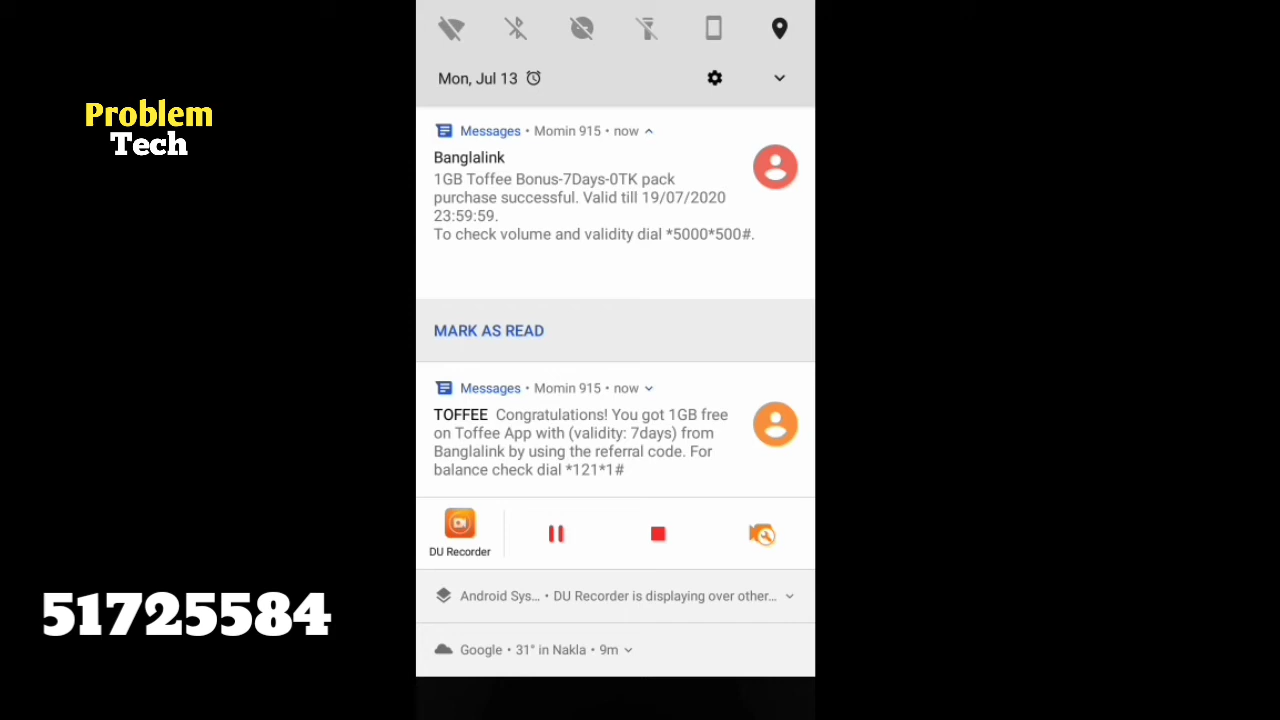 Problem
Tech
Mon, Jul 13
Messages • Momin 915 • now
Banglalink
1GB Toffee Bonus-7Days-0TK pack
purchase successful. Valid till 19/07/2020
23:59:59.
To check volume and validity dial *5000*500#.
MARK AS READ
Messages • Momin 915 • now
TOFFEE Congratulations! You got 1GB free
on Toffee App with (validity: 7days) from
Banglalink by using the referral code. For
balance check dial *121*1#
DU Recorder
Android Sys... • DU Recorder is displaying over other...
Google • 31° in Nakla • 9m
51725584